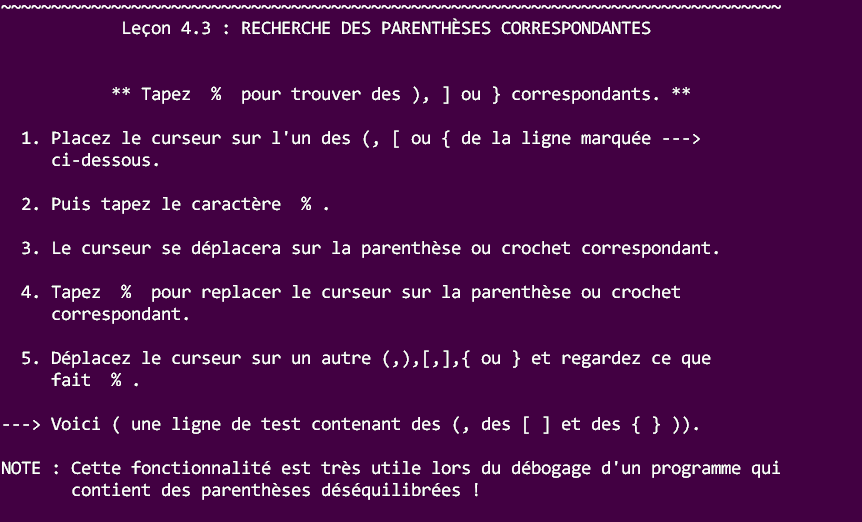 ~~~~~~~~~~~~~~~~~~~~~~~~~~~~~~~~~~~~~~~~~~~~~~~~~~~~~~~~~~~~~~~~~~~~~~~~~~~~~~
Leçon 4.3 : RECHERCHE DES PARENTHÈSES CORRESPONDANTES
** Tapez  %  pour trouver des ), ] ou } correspondants. **
1. Placez le curseur sur l'un des (, [ ou { de la ligne marquée --->
ci-dessous.
2. Puis tapez le caractère  % .
3. Le curseur se déplacera sur la parenthèse ou crochet correspondant.
4. Tapez  %  pour replacer le curseur sur la parenthèse ou crochet
correspondant.
5. Déplacez le curseur sur un autre (,),[,],{ ou } et regardez ce que
fait  % .
---> Voici ( une ligne de test contenant des (, des [ ] et des { } )).
NOTE : Cette fonctionnalité est très utile lors du débogage d'un programme qui
contient des parenthèses déséquilibrées !